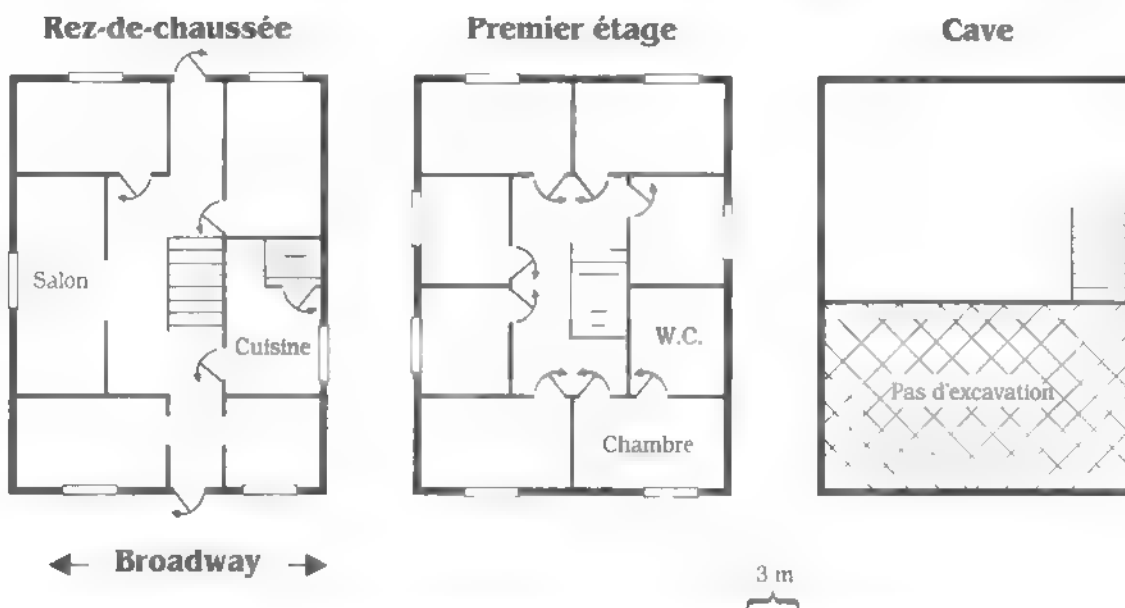 Rez-de-chaussée
Premier étage
Cave
Salon
Cuisine
W.C.
Chambre
Pas d'excavation
Broadway
3 m